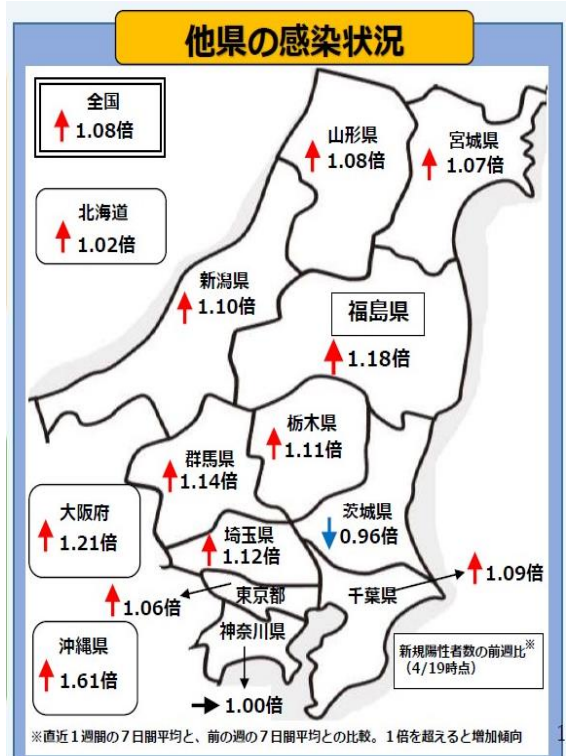 他県の感染状況
全国
1.08倍
山形県
1.08倍
宮城県
1.07倍
北海道
1.02倍
新潟県
1.10倍
福島県
1.18倍
栃木県
1.11倍
群馬県
1.14倍
大阪府
1.21倍
埼玉県
1.12倍
茨城県
0.96倍
1.09倍
1.06倍
東京都
千葉県
神奈川県
沖縄県
1.61倍
新規陽性者数の前週比※
（4/19時点）
1.00倍
※直近１週間の７日間平均と、前の週の７日間平均との比較。１倍を超えると増加傾向
1